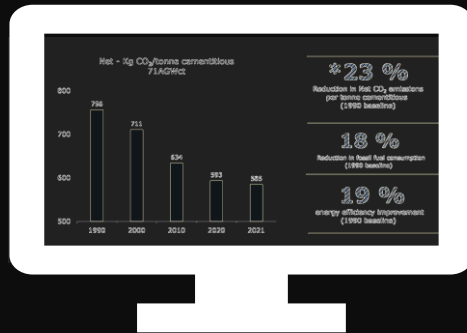 Net - Kg CO₂/tonne cementitious
71AGWct
800
700
600
500
756
711
634
593
585
1990
2000
2010
2020
2021
*23 %
Reduction in Net CO₂ emissions
per tonne cementitious
(1990 baseline)
18 %
Reduction in fossil fuel consumption
(1990 baseline)
19 %
energy efficiency improvement
(1990 baseline)